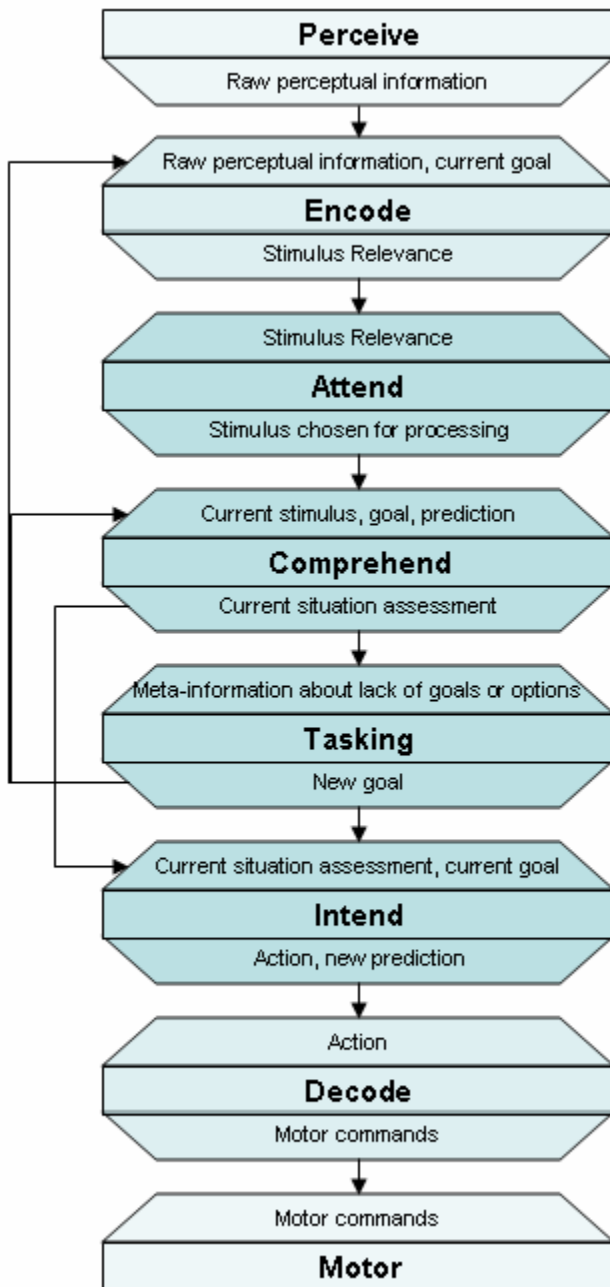 Perceive
Raw perceptual information
Raw perceptual information, current goal
Encode
Stimulus Relevance
Stimulus Relevance
Attend
Stimulus chosen for processing
Current stimulus, goal, prediction
Comprehend
Current situation assessment
Meta-information about lack of goals or options
Tasking
New goal
Current situation assessment, current goal
Intend
Action, new prediction
Action
Decode
Motor commands
Motor commands
Motor